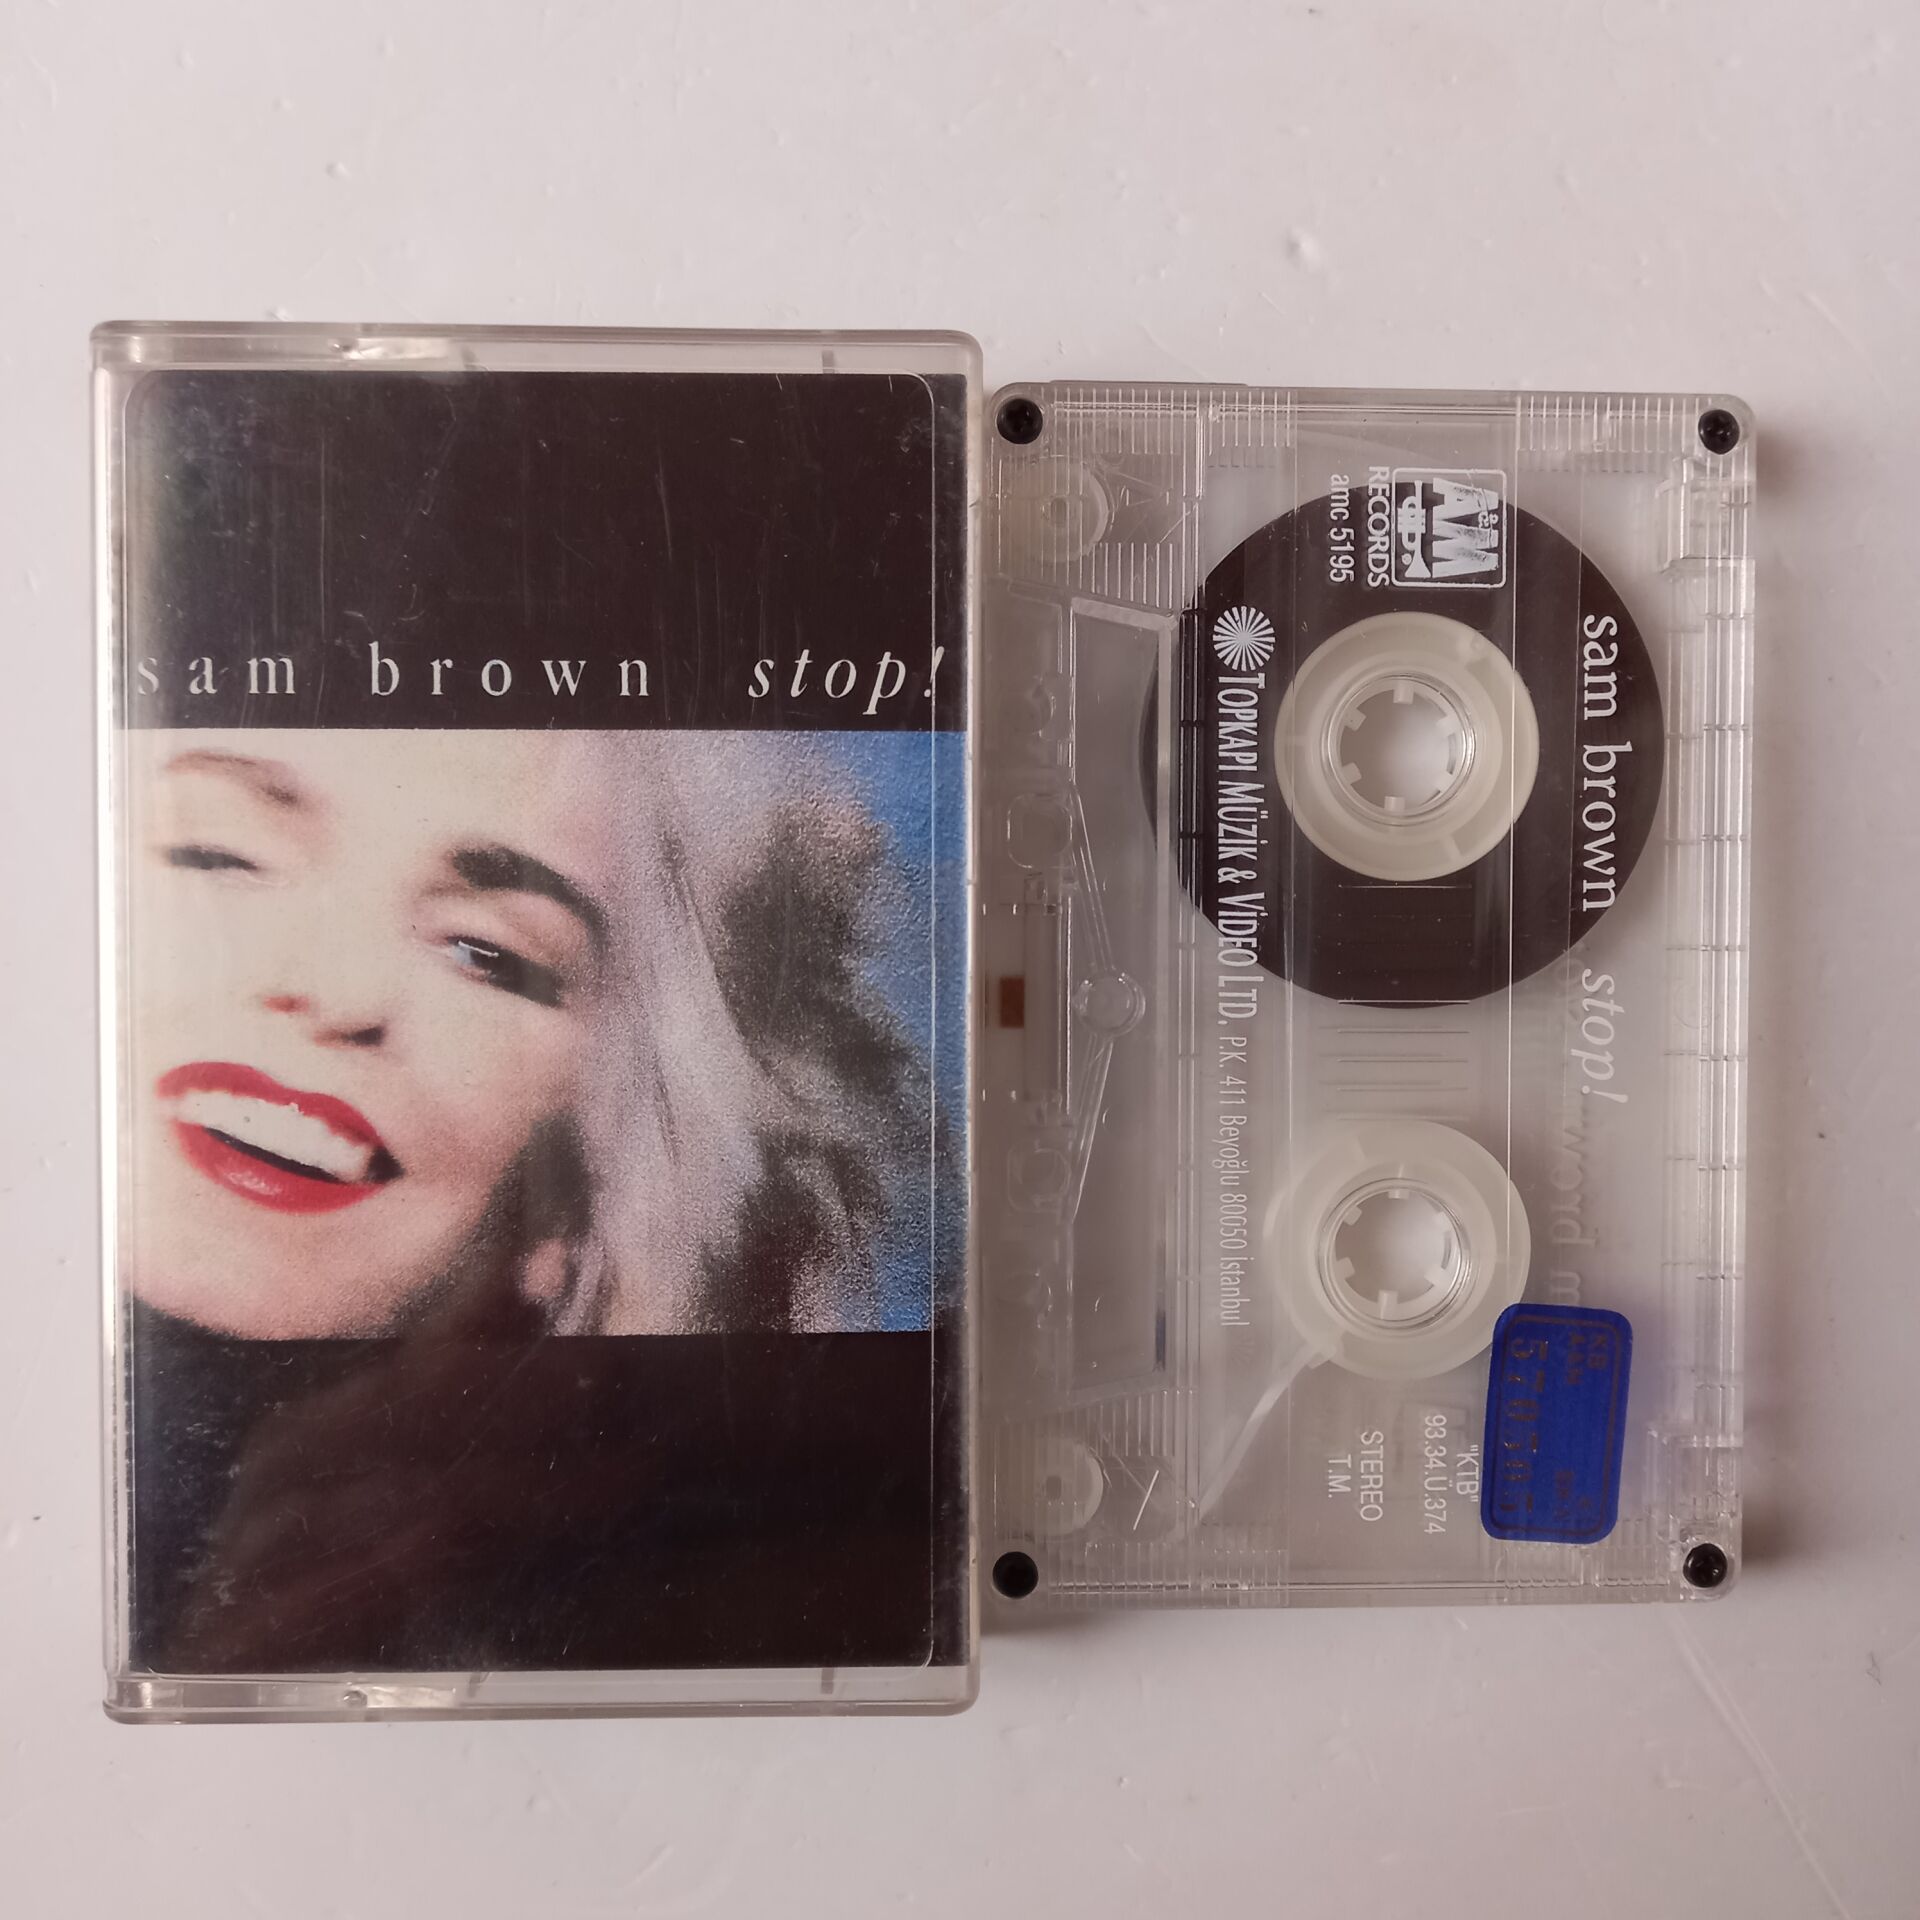 sam brown stop!
A&M
RECORDS
amc 5195
sam brown stop!
TOPKAPI MÜZİK & VİDEO LTD. P.K. 411 Beyoğlu 80050 İstanbul
"KTB"
93.34.Ü.374
STEREO
T.M.